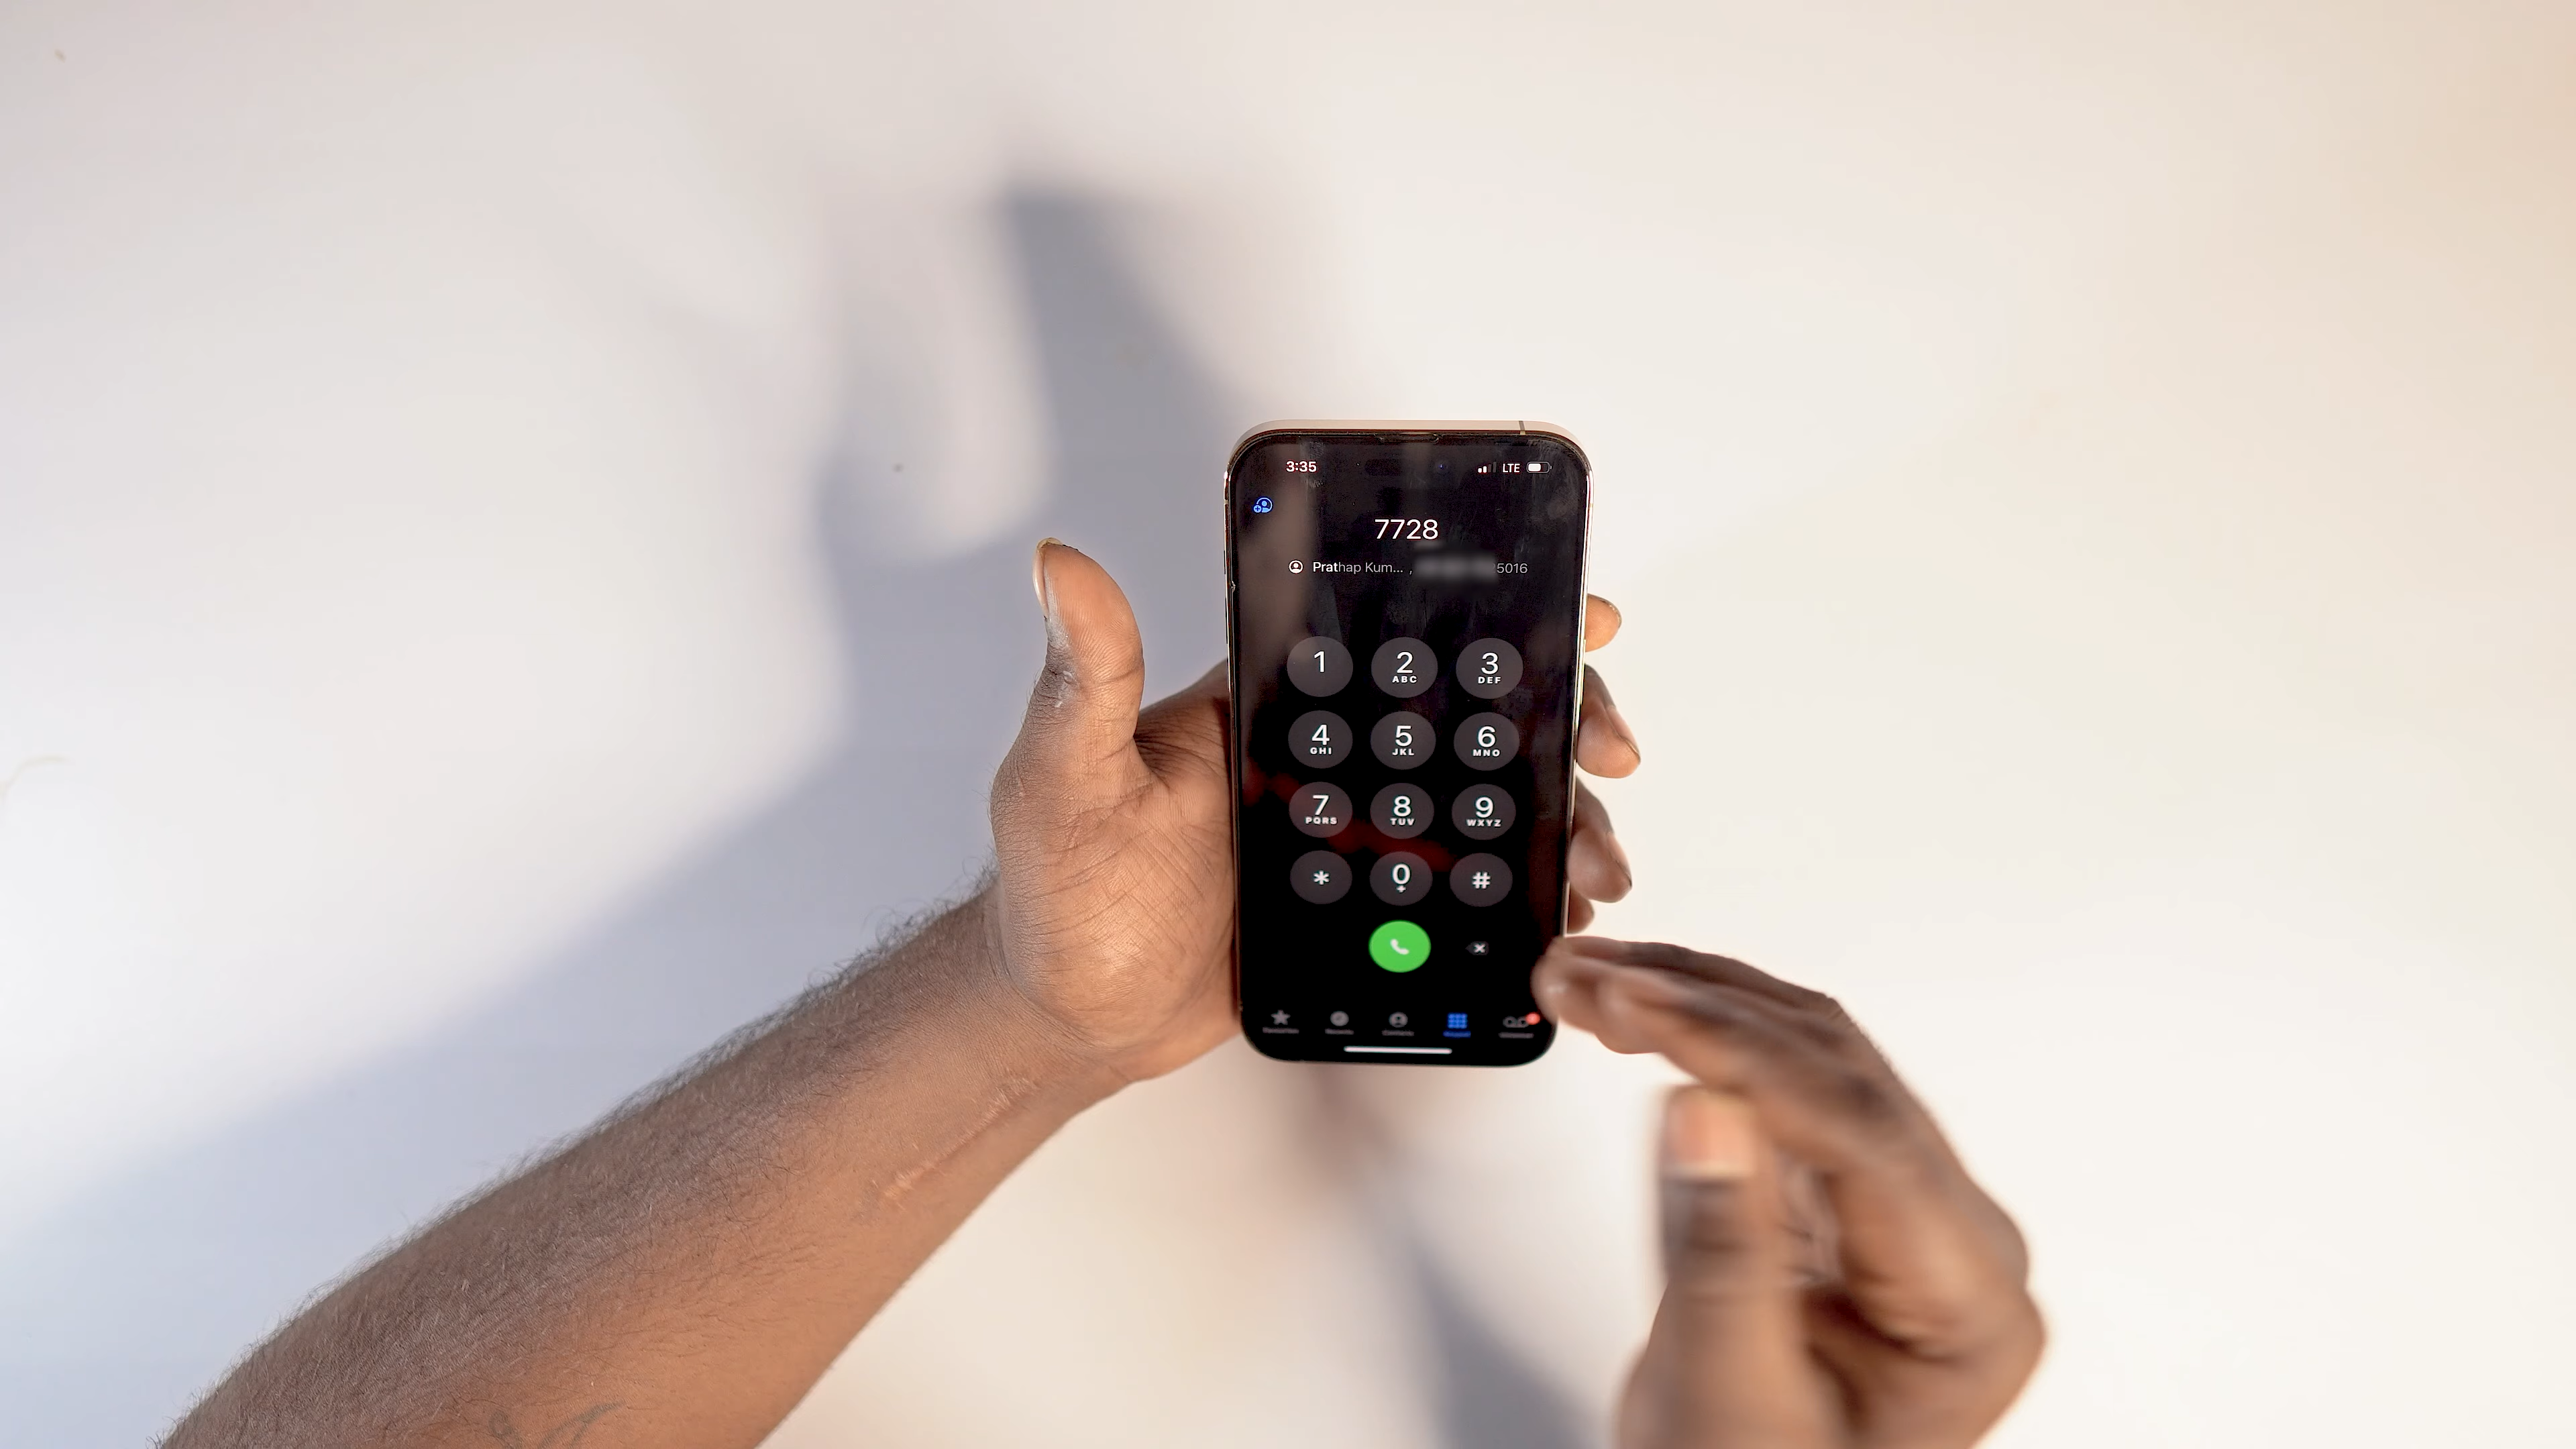 3:35 LTE
7728
Prathap Kum... , 5016
1 2 3
ABC DEF
4 5 6
GHI JKL MNO
7 8 9
PQRS TUV WXYZ
* 0 #
+